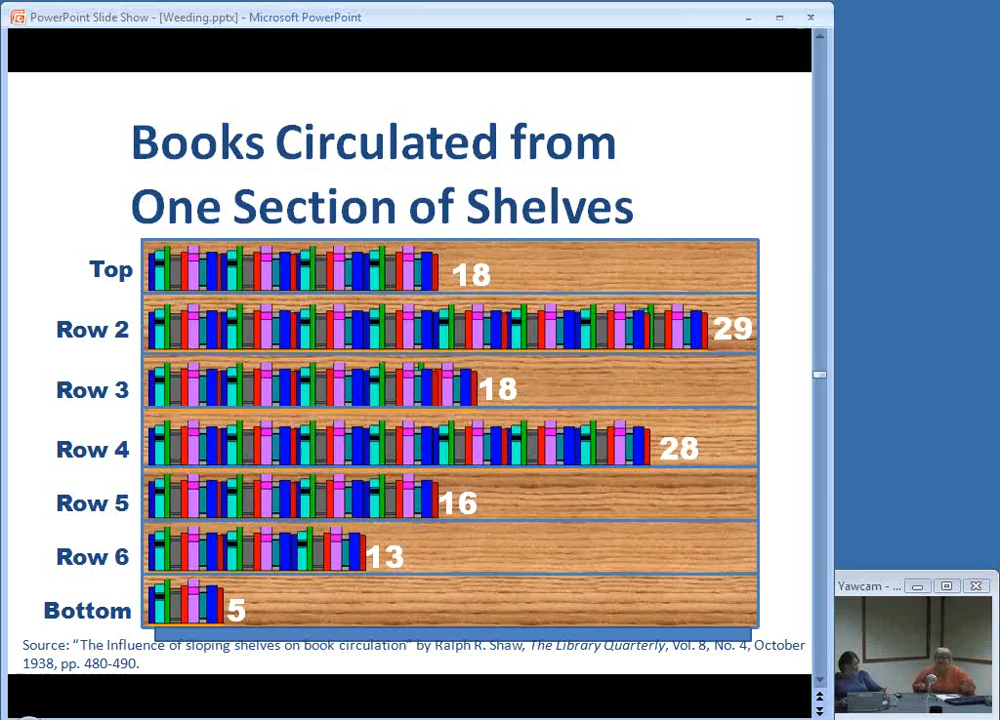 PowerPoint Slide Show - [Weeding.pptx] - Microsoft PowerPoint
Books Circulated from
One Section of Shelves
Top 18
Row 2 29
Row 3 18
Row 4 28
Row 5 16
Row 6 13
Bottom 5
Source: “The Influence of sloping shelves on book circulation” by Ralph R. Shaw, The Library Quarterly, Vol. 8, No. 4, October
1938, pp. 480-490.
Yawcam - ...